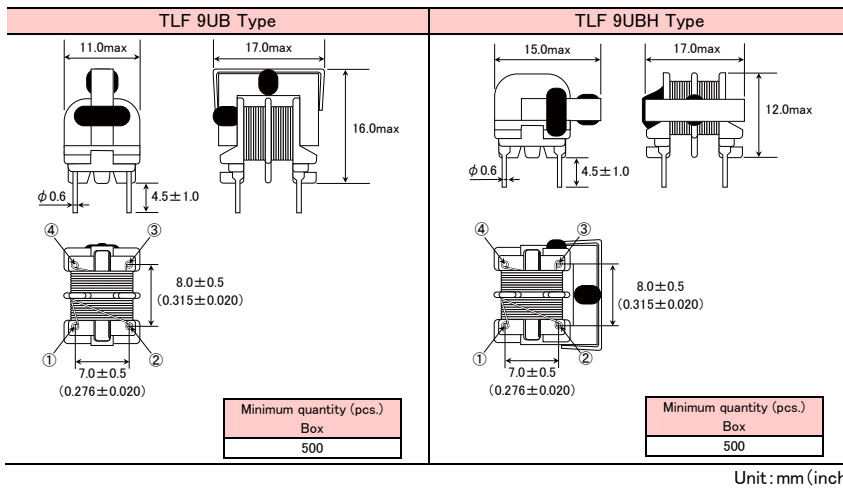 TLF 9UB Type
11.0max
17.0max
16.0max
φ0.6
4.5±1.0
④
③
8.0±0.5
(0.315±0.020)
①
②
7.0±0.5
(0.276±0.020)
Minimum quantity (pcs.)
Box
500
TLF 9UBH Type
15.0max
17.0max
12.0max
φ0.6
4.5±1.0
④
③
8.0±0.5
(0.315±0.020)
①
②
7.0±0.5
(0.276±0.020)
Minimum quantity (pcs.)
Box
500
Unit:mm(inch